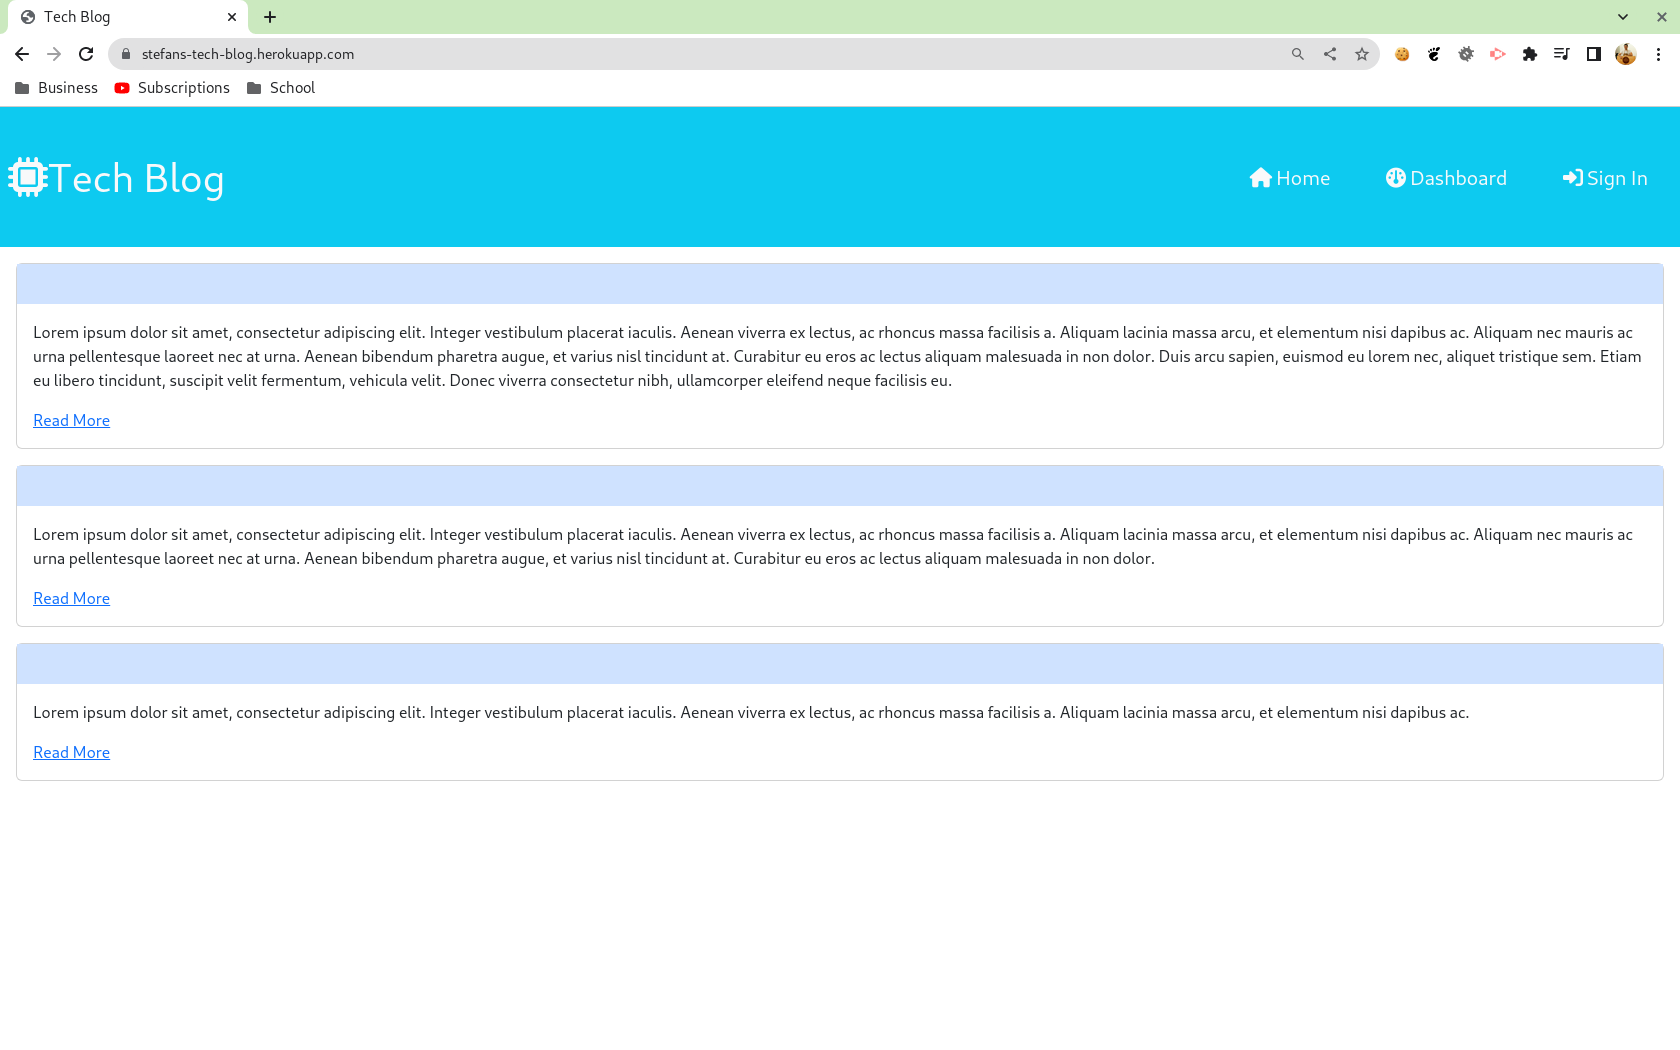 Tech Blog
stefans-tech-blog.herokuapp.com
Business Subscriptions School
Tech Blog Home Dashboard Sign In
Lorem ipsum dolor sit amet, consectetur adipiscing elit. Integer vestibulum placerat iaculis. Aenean viverra ex lectus, ac rhoncus massa facilisis a. Aliquam lacinia massa arcu, et elementum nisi dapibus ac. Aliquam nec mauris ac
urna pellentesque laoreet nec at urna. Aenean bibendum pharetra augue, et varius nisl tincidunt at. Curabitur eu eros ac lectus aliquam malesuada in non dolor. Duis arcu sapien, euismod eu lorem nec, aliquet tristique sem. Etiam
eu libero tincidunt, suscipit velit fermentum, vehicula velit. Donec viverra consectetur nibh, ullamcorper eleifend neque facilisis eu.
Read More
Lorem ipsum dolor sit amet, consectetur adipiscing elit. Integer vestibulum placerat iaculis. Aenean viverra ex lectus, ac rhoncus massa facilisis a. Aliquam lacinia massa arcu, et elementum nisi dapibus ac. Aliquam nec mauris ac
urna pellentesque laoreet nec at urna. Aenean bibendum pharetra augue, et varius nisl tincidunt at. Curabitur eu eros ac lectus aliquam malesuada in non dolor.
Read More
Lorem ipsum dolor sit amet, consectetur adipiscing elit. Integer vestibulum placerat iaculis. Aenean viverra ex lectus, ac rhoncus massa facilisis a. Aliquam lacinia massa arcu, et elementum nisi dapibus ac.
Read More